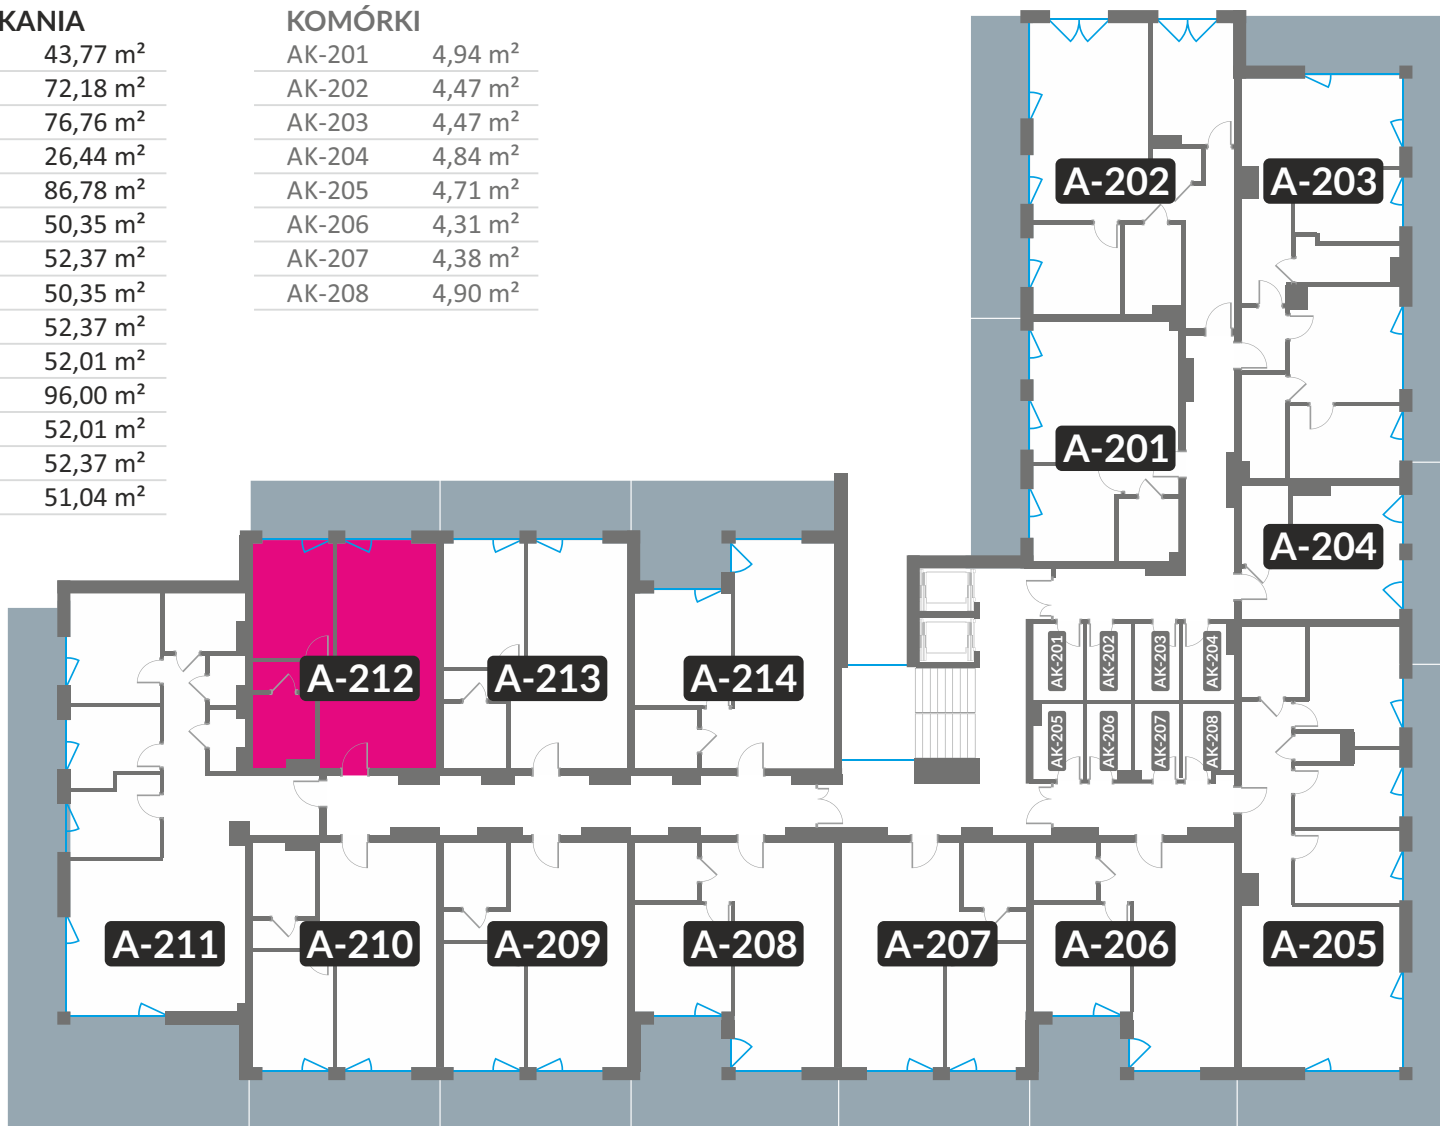 KANIA
43,77 m²
72,18 m²
76,76 m²
26,44 m²
86,78 m²
50,35 m²
52,37 m²
50,35 m²
52,37 m²
52,01 m²
96,00 m²
52,01 m²
52,37 m²
51,04 m²
KOMÓRKI
AK-201 4,94 m²
AK-202 4,47 m²
AK-203 4,47 m²
AK-204 4,84 m²
AK-205 4,71 m²
AK-206 4,31 m²
AK-207 4,38 m²
AK-208 4,90 m²
A-202
A-203
A-201
A-204
AK-201
AK-202
AK-203
AK-204
A-212
A-213
A-214
AK-205
AK-206
AK-207
AK-208
A-211
A-210
A-209
A-208
A-207
A-206
A-205